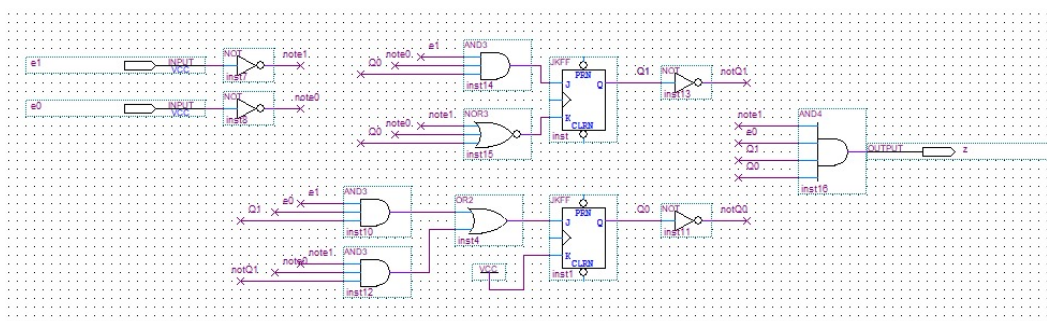 e1 INPUT VCC NOT inst7 note1
e0 INPUT VCC NOT inst8 note0
e1 note0. Q0 AND3 inst14
JKFF PRN J Q K CLRN inst
Q1. NOT inst13 notQ1
note1. note0. Q0 NOR3 inst15
note1. e0 Q1 Q0. AND4 inst16
OUTPUT z
e1 e0 Q1 AND3 inst10
OR2 inst4
JKFF PRN J Q K CLRN inst1
Q0. NOT inst11 notQ0
note1. note0 notQ1 AND3 inst12
VCC